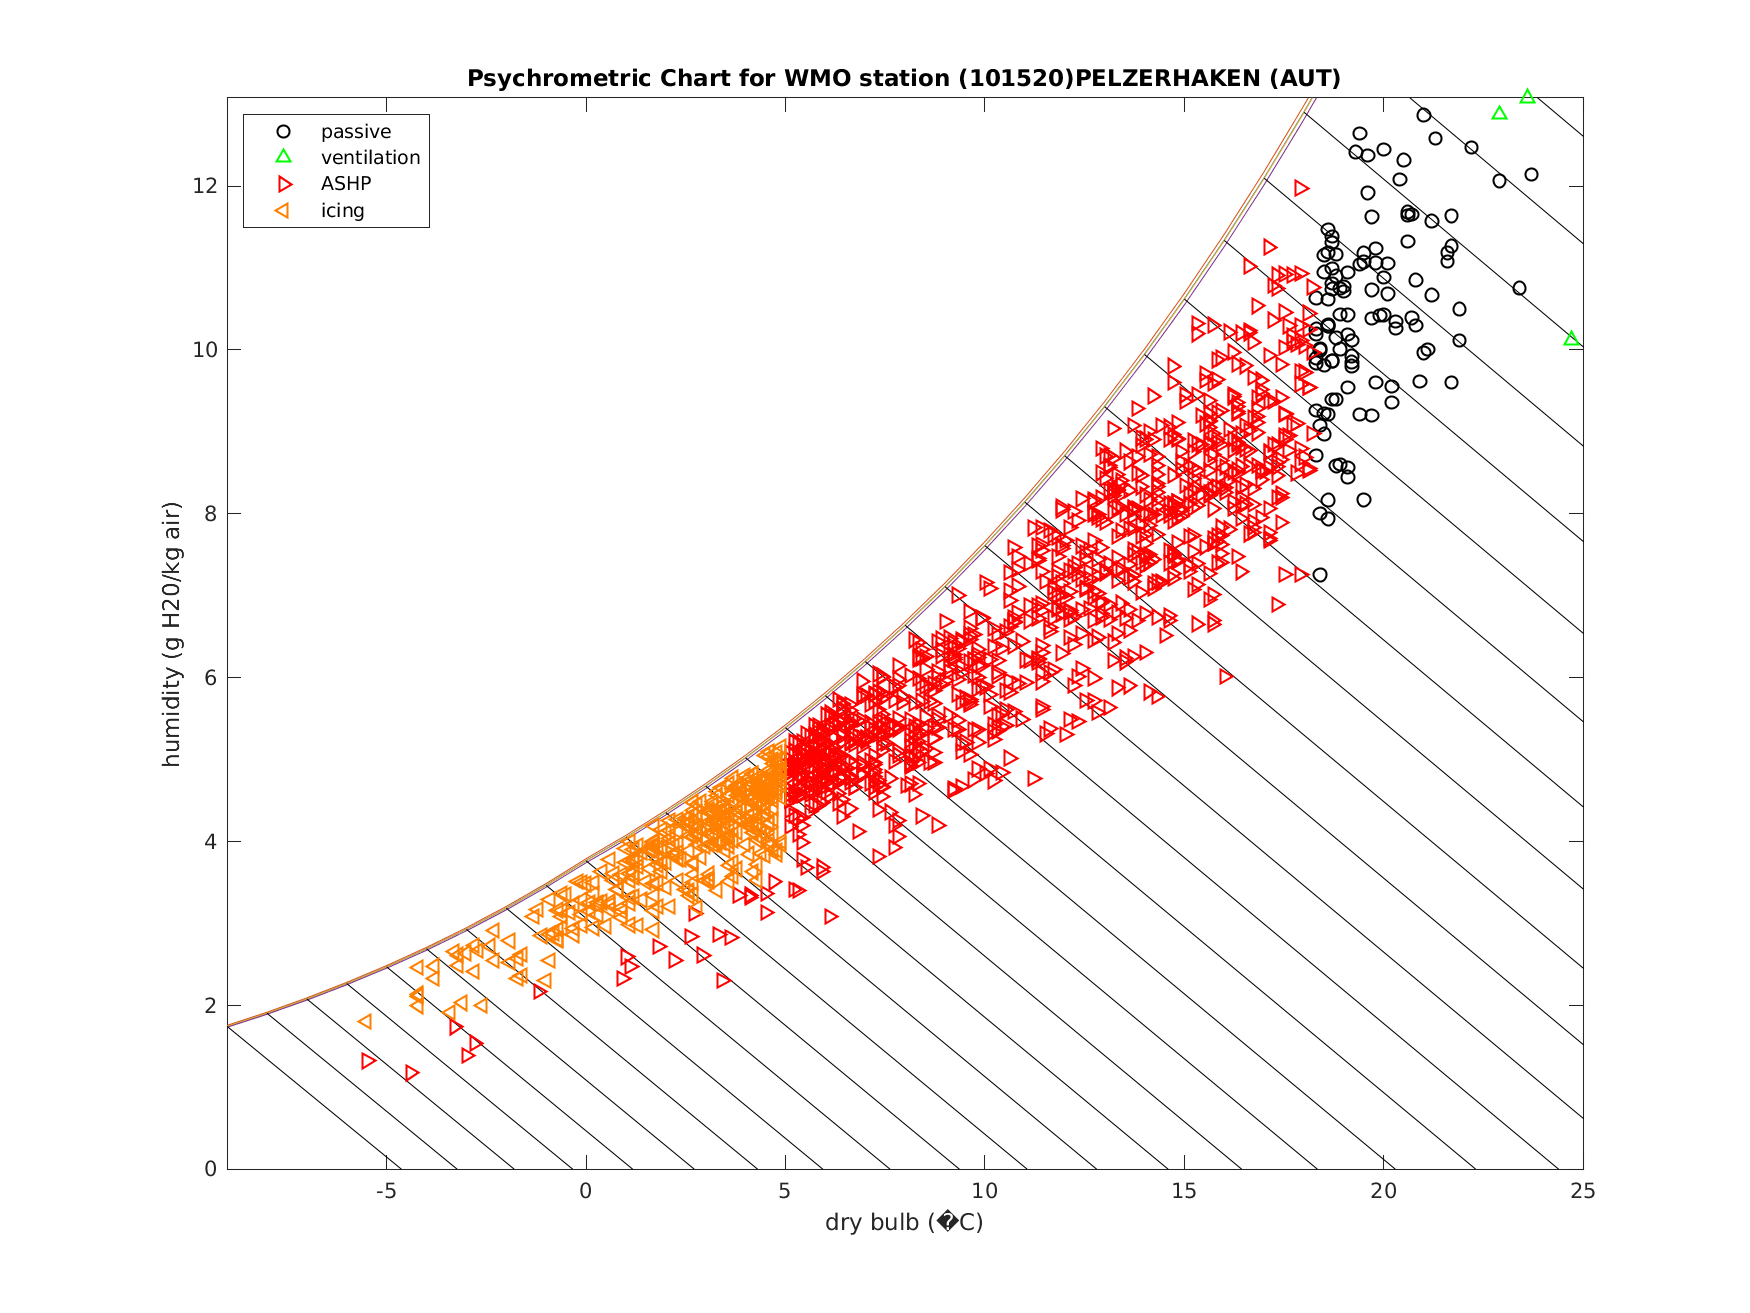 Psychrometric Chart for WMO station (101520)PELZERHAKEN (AUT)
passive
ventilation
ASHP
icing
humidity (g H20/kg air)
12
10
8
6
4
2
0
-5 0 5 10 15 20 25
dry bulb (�C)